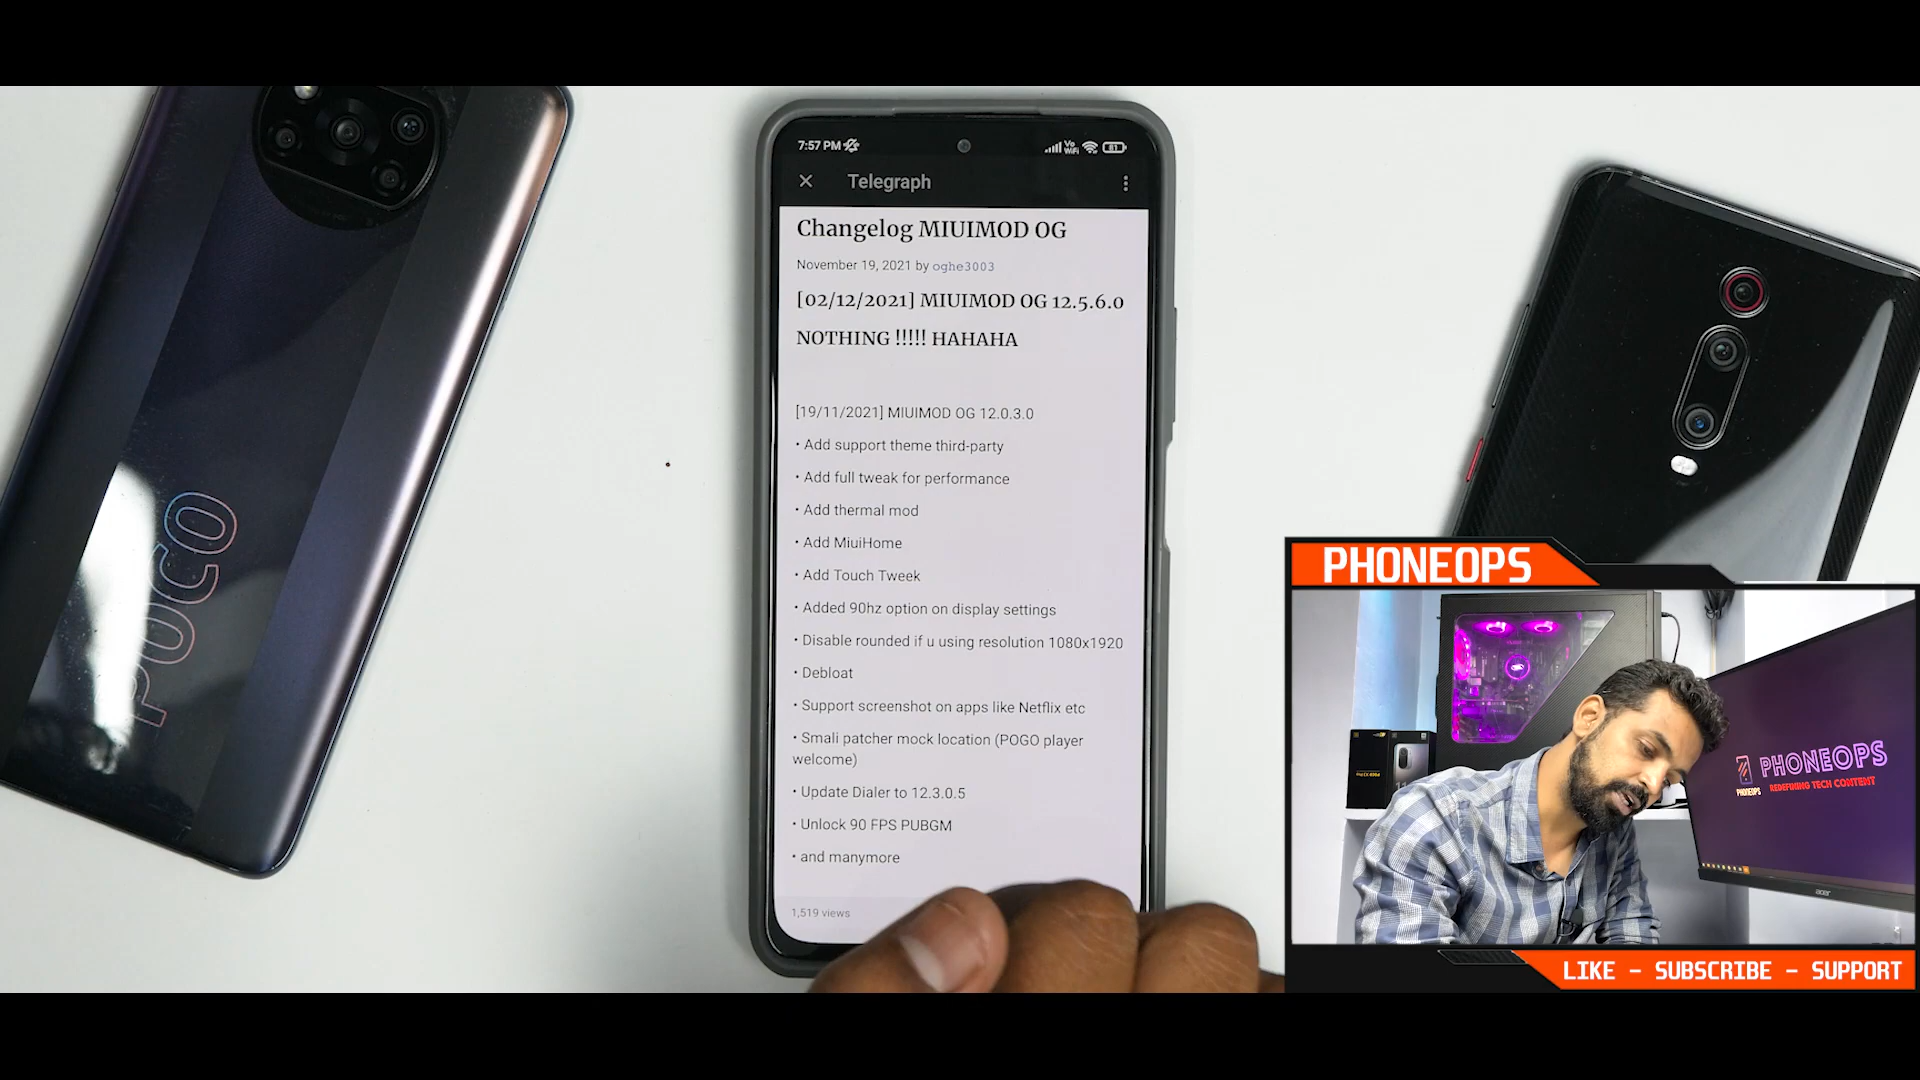 7:57 PM
Vo
WiFi
81
Telegraph
Changelog MIUIMOD OG
November 19, 2021 by oghe3003
[02/12/2021] MIUIMOD OG 12.5.6.0
NOTHING !!!!! HAHAHA
[19/11/2021] MIUIMOD OG 12.0.3.0
• Add support theme third-party
• Add full tweak for performance
• Add thermal mod
• Add MiuiHome
• Add Touch Tweek
• Added 90hz option on display settings
• Disable rounded if u using resolution 1080x1920
• Debloat
• Support screenshot on apps like Netflix etc
• Smali patcher mock location (POGO player
welcome)
• Update Dialer to 12.3.0.5
• Unlock 90 FPS PUBGM
• and manymore
1,519 views
POCO
PHONEOPS
PHONEOPS
REDEFINING TECH CONTENT
PHONEOPS
acer
LIKE - SUBSCRIBE - SUPPORT